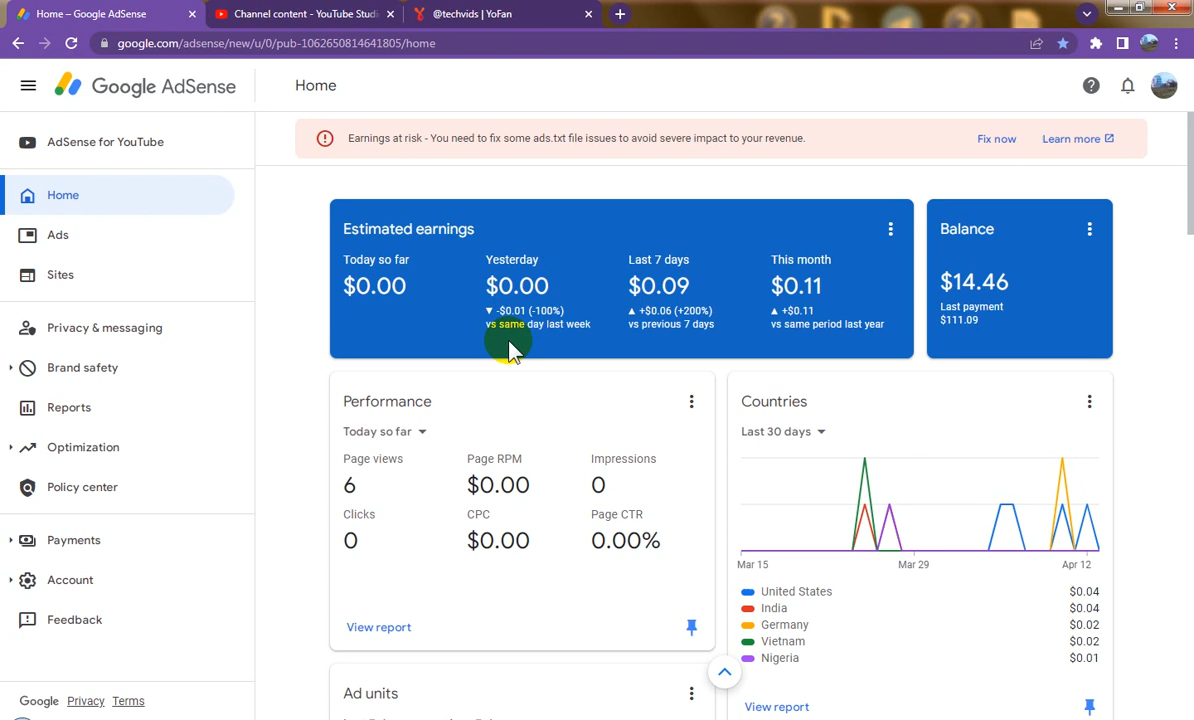 Home – Google AdSense
Channel content - YouTube Studi
@techvids | YoFan
google.com/adsense/new/u/0/pub-1062650814641805/home
Google AdSense
Home
AdSense for YouTube
Earnings at risk - You need to fix some ads.txt file issues to avoid severe impact to your revenue.
Fix now
Learn more
Home
Ads
Sites
Privacy & messaging
Brand safety
Reports
Optimization
Policy center
Payments
Account
Feedback
Google Privacy Terms
Estimated earnings
Today so far
$0.00
Yesterday
$0.00
▼ -$0.01 (-100%)
vs same day last week
Last 7 days
$0.09
▲ +$0.06 (+200%)
vs previous 7 days
This month
$0.11
▲ +$0.11
vs same period last year
Balance
$14.46
Last payment
$111.09
Performance
Today so far
Page views
6
Page RPM
$0.00
Impressions
0
Clicks
0
CPC
$0.00
Page CTR
0.00%
View report
Countries
Last 30 days
Mar 15
Mar 29
Apr 12
United States $0.04
India $0.04
Germany $0.02
Vietnam $0.02
Nigeria $0.01
View report
Ad units